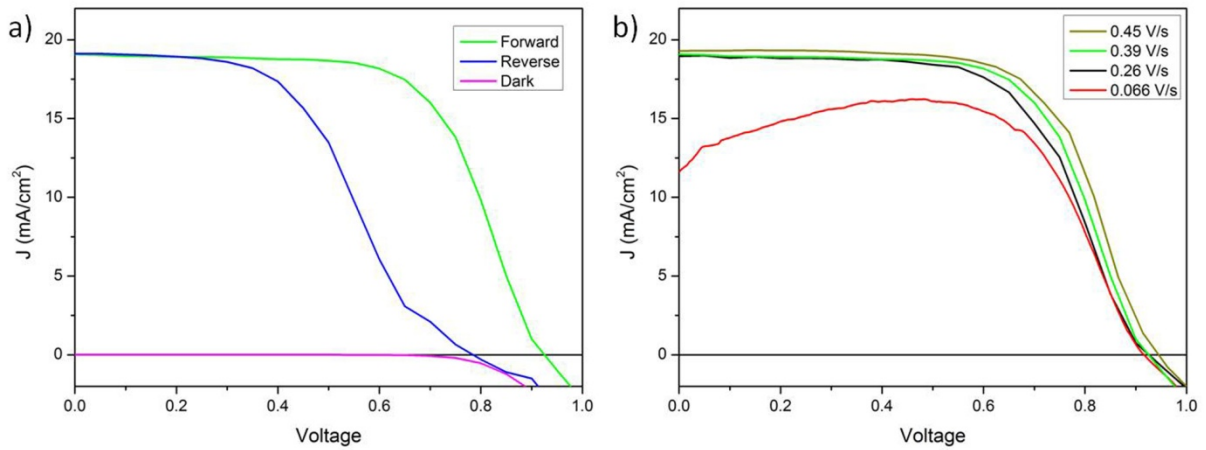 a)
Forward
Reverse
Dark
20
15
10
5
0
J (mA/cm²)
0.0 0.2 0.4 0.6 0.8 1.0
Voltage
b)
0.45 V/s
0.39 V/s
0.26 V/s
0.066 V/s
20
15
10
5
0
J (mA/cm²)
0.0 0.2 0.4 0.6 0.8 1.0
Voltage